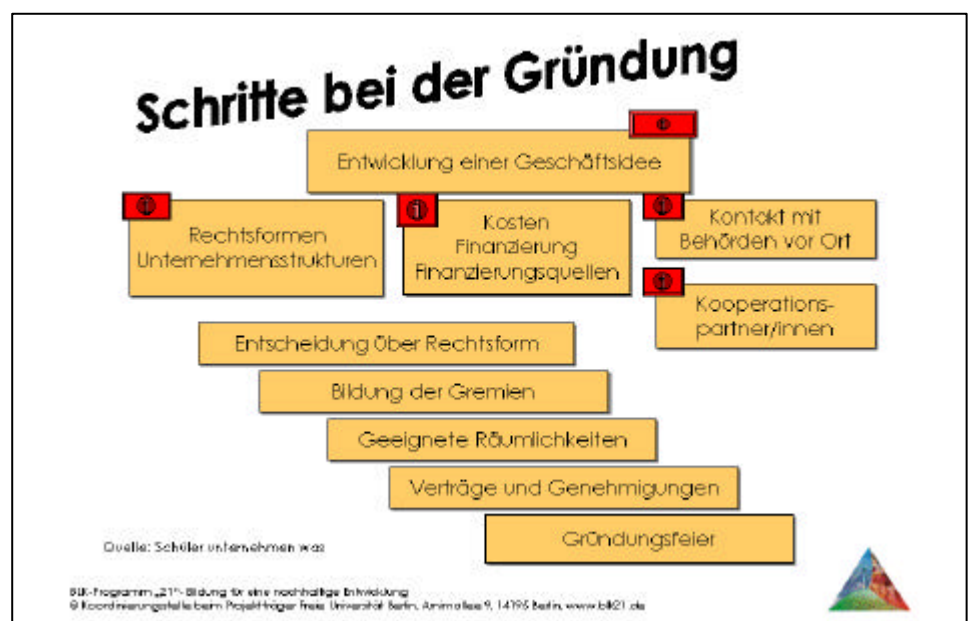 Schritte bei der Gründung
Entwicklung einer Geschäftsidee
Rechtsformen
Unternehmensstrukturen
Kosten
Finanzierung
Finanzierungsquellen
Kontakt mit
Behörden vor Ort
Kooperations-
partner/innen
Entscheidung Über Rechtsform
Bildung der Gremien
Geeignete Räumlichkeiten
Verträge und Genehmigungen
Gründungsfeier
Quelle: Schüler unternehmen was
BLK-Programm „21"- Bildung für eine nachhaltige Entwicklung
© Koordinierungsstelle beim Projektträger Freie Universität Berlin, Arnimallee 9, 14195 Berlin, www.blk21.de